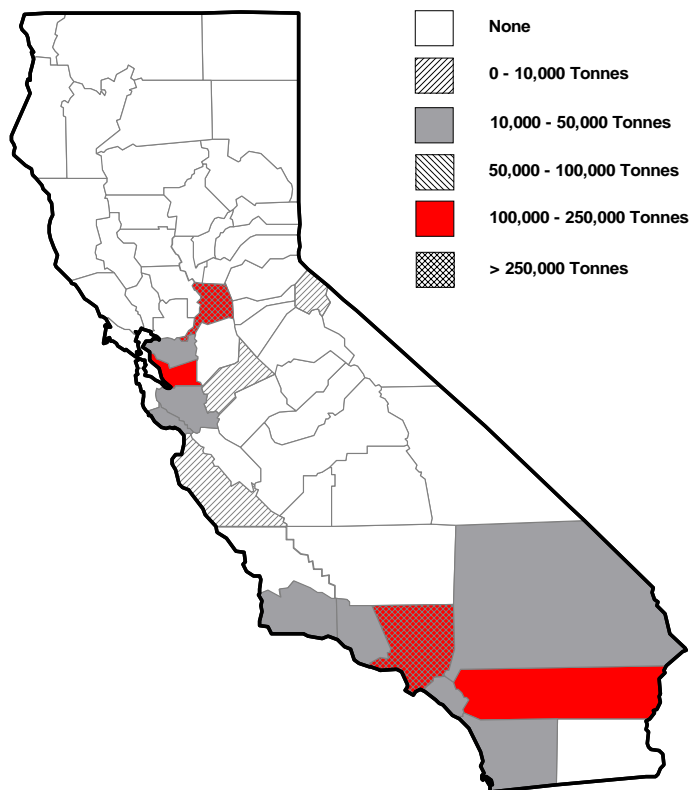 None
0 - 10,000 Tonnes
10,000 - 50,000 Tonnes
50,000 - 100,000 Tonnes
100,000 - 250,000 Tonnes
> 250,000 Tonnes